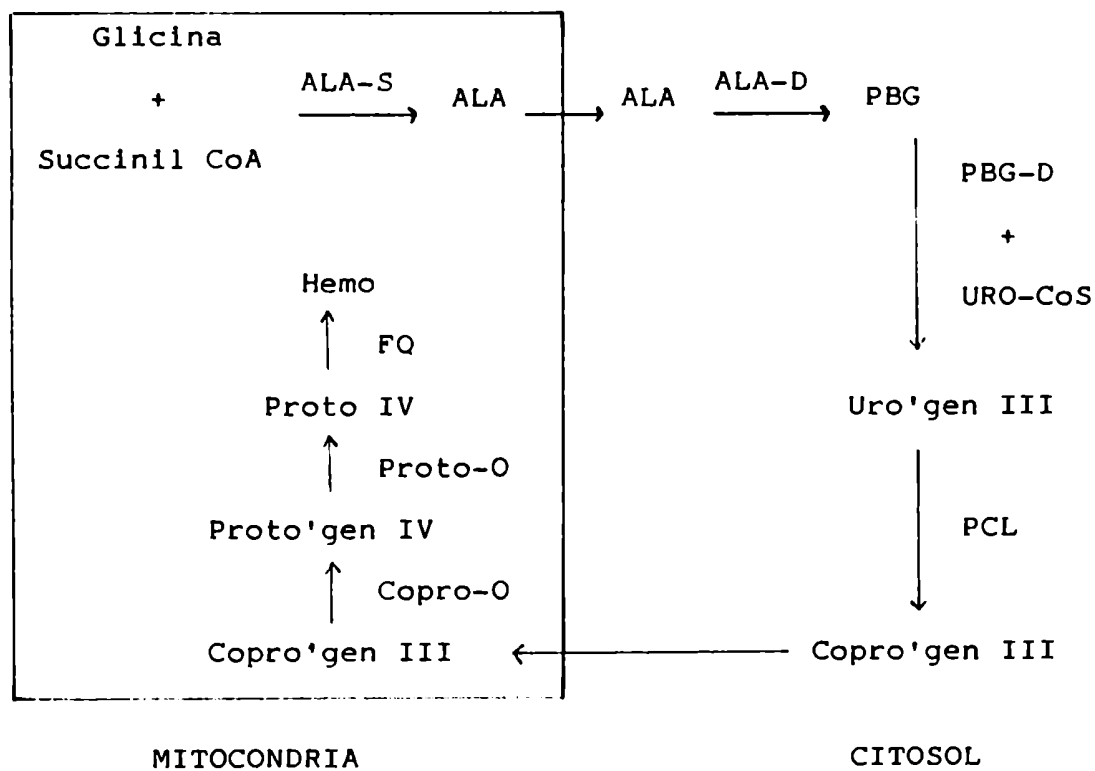 Glicina
+
Succinil CoA
ALA-S
ALA
ALA
ALA-D
PBG
PBG-D
+
URO-CoS
Uro'gen III
PCL
Copro'gen III
Copro'gen III
Copro-O
Proto'gen IV
Proto-O
Proto IV
FQ
Hemo
MITOCONDRIA
CITOSOL